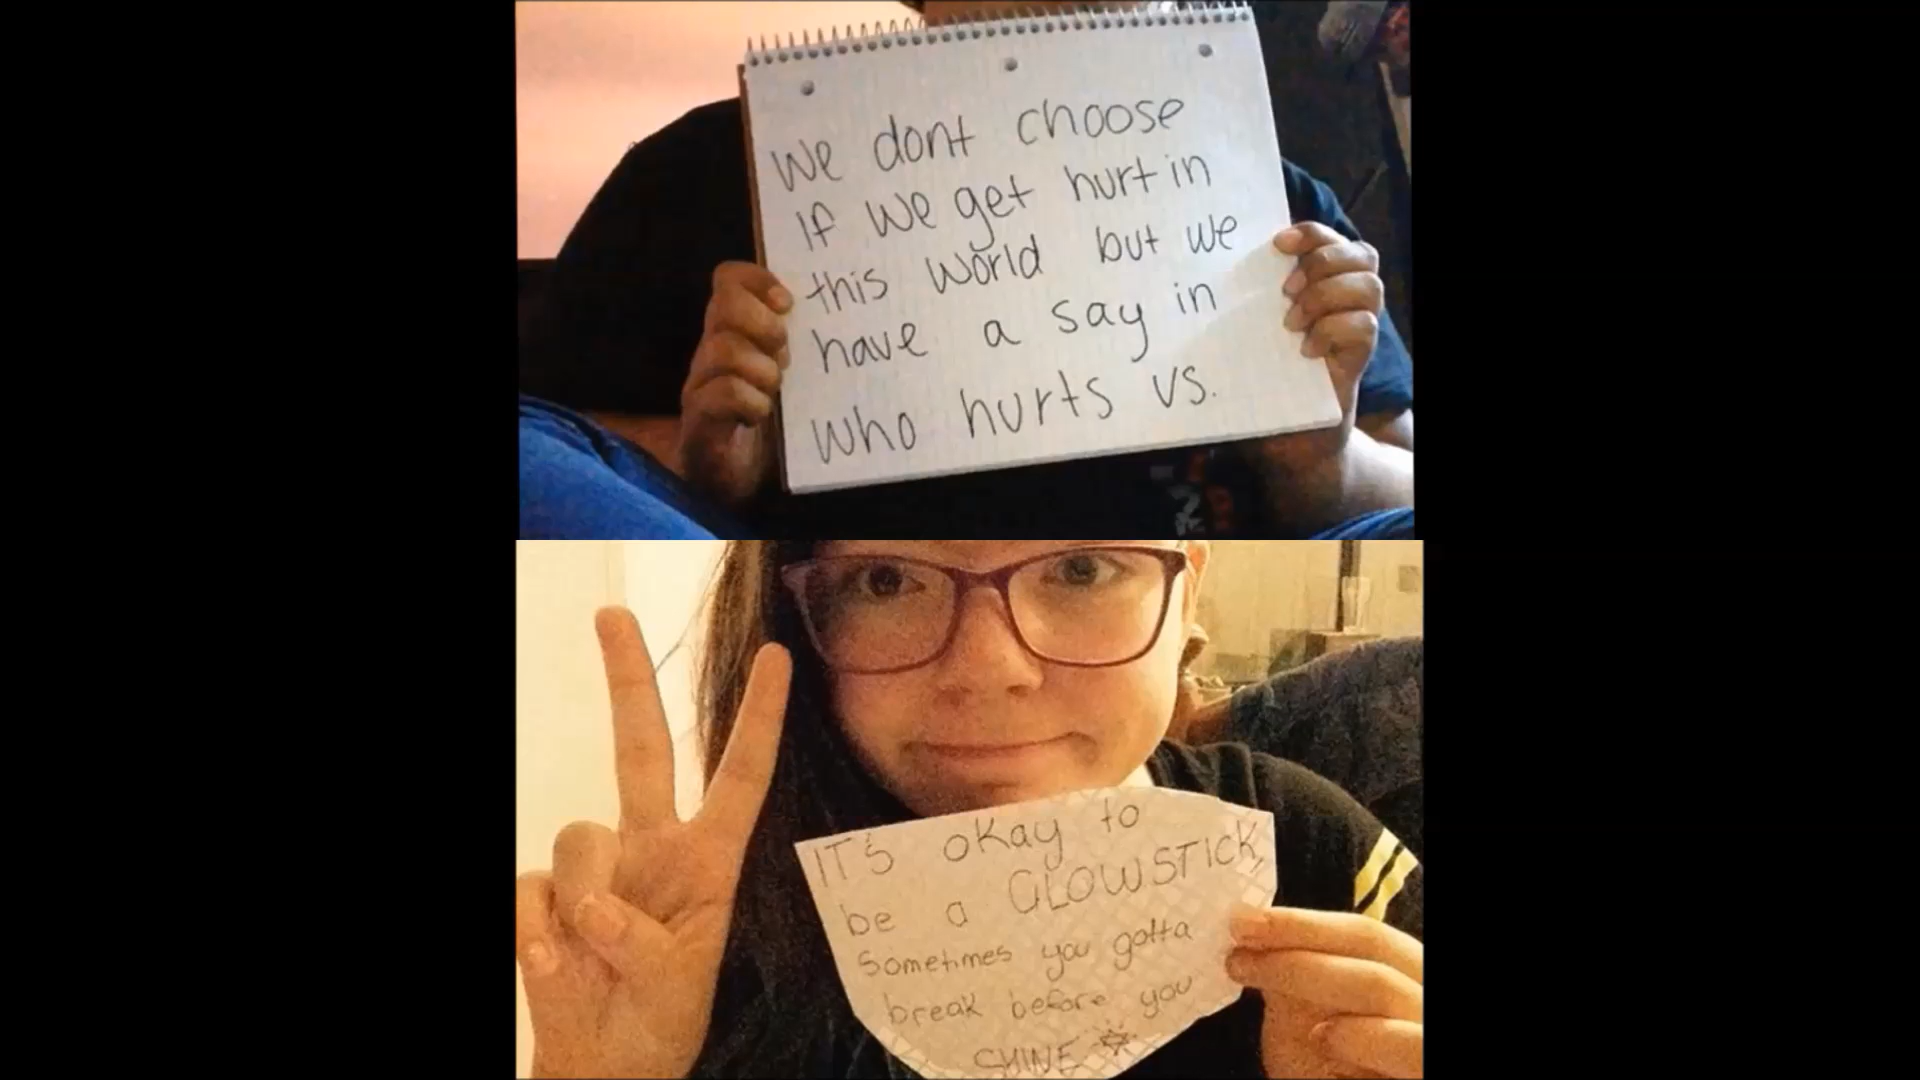 We dont choose
If we get hurt in
this world but we
have a say in
who hurts vs.
IT'S okay to
be a GLOWSTICK,
Sometimes you gotta
break before you
SHINE